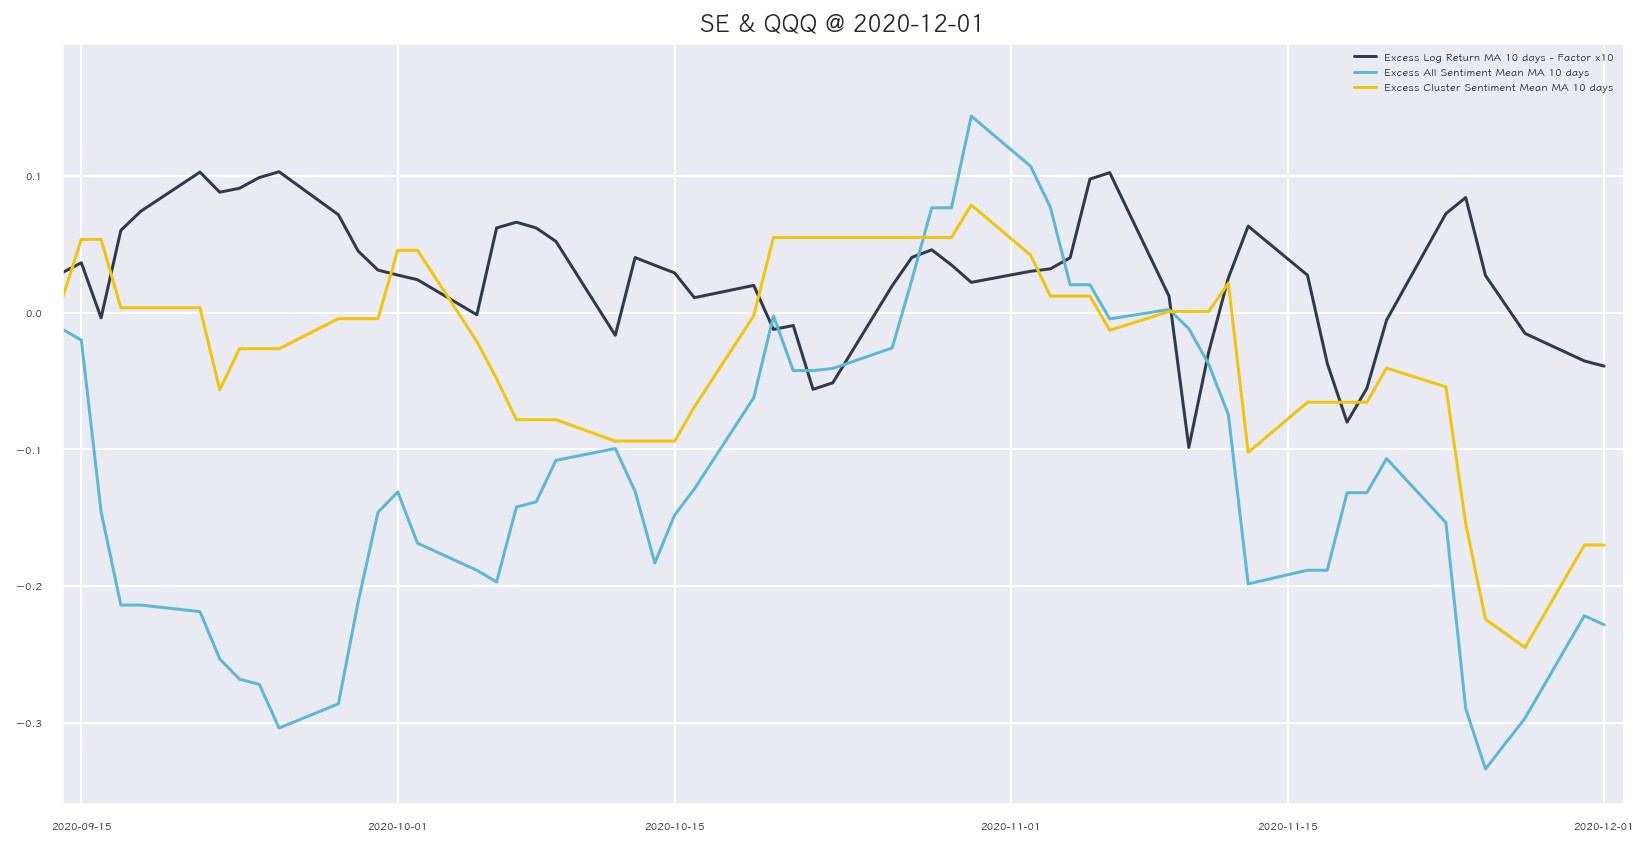 SE & QQQ @ 2020-12-01
Excess Log Return MA 10 days - Factor x10
Excess All Sentiment Mean MA 10 days
Excess Cluster Sentiment Mean MA 10 days
0.1
0.0
−0.1
−0.2
−0.3
2020-09-15 2020-10-01 2020-10-15 2020-11-01 2020-11-15 2020-12-01